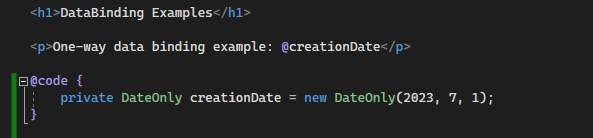 <h1>DataBinding Examples</h1>
<p>One-way data binding example: @creationDate</p>
@code {
private DateOnly creationDate = new DateOnly(2023, 7, 1);
}